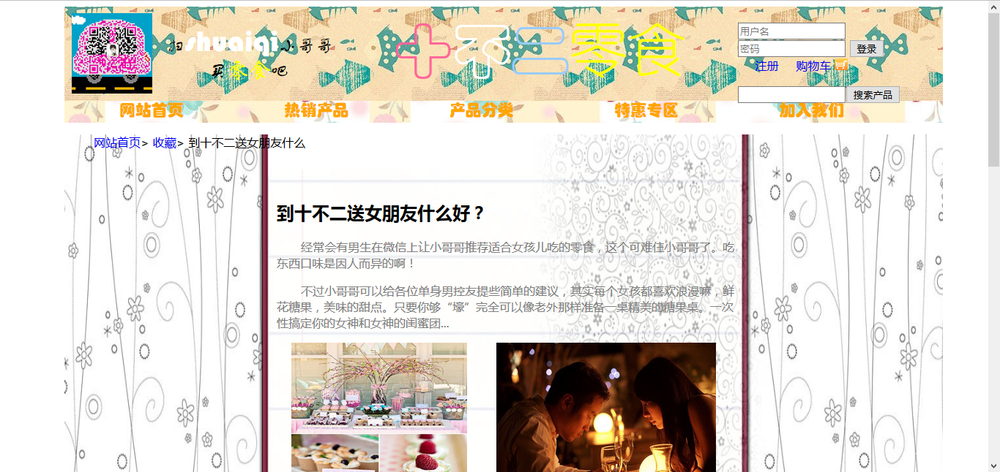 扫shuaiqi小哥哥
买零食吧
十不二零食
用户名
密码
登录
注册 购物车
搜索产品
网站首页 热销产品 产品分类 特惠专区 加入我们
网站首页> 收藏> 到十不二送女朋友什么
到十不二送女朋友什么好？
经常会有男生在微信上让小哥哥推荐适合女孩儿吃的零食，这个可难住小哥哥了。吃
东西口味是因人而异的啊！
不过小哥哥可以给各位单身男控友提些简单的建议，其实每个女孩都喜欢浪漫嘛，鲜
花糖果，美味的甜点。只要你够“壕”完全可以像老外那样准备一桌精美的糖果桌。一次
性搞定你的女神和女神的闺蜜团...